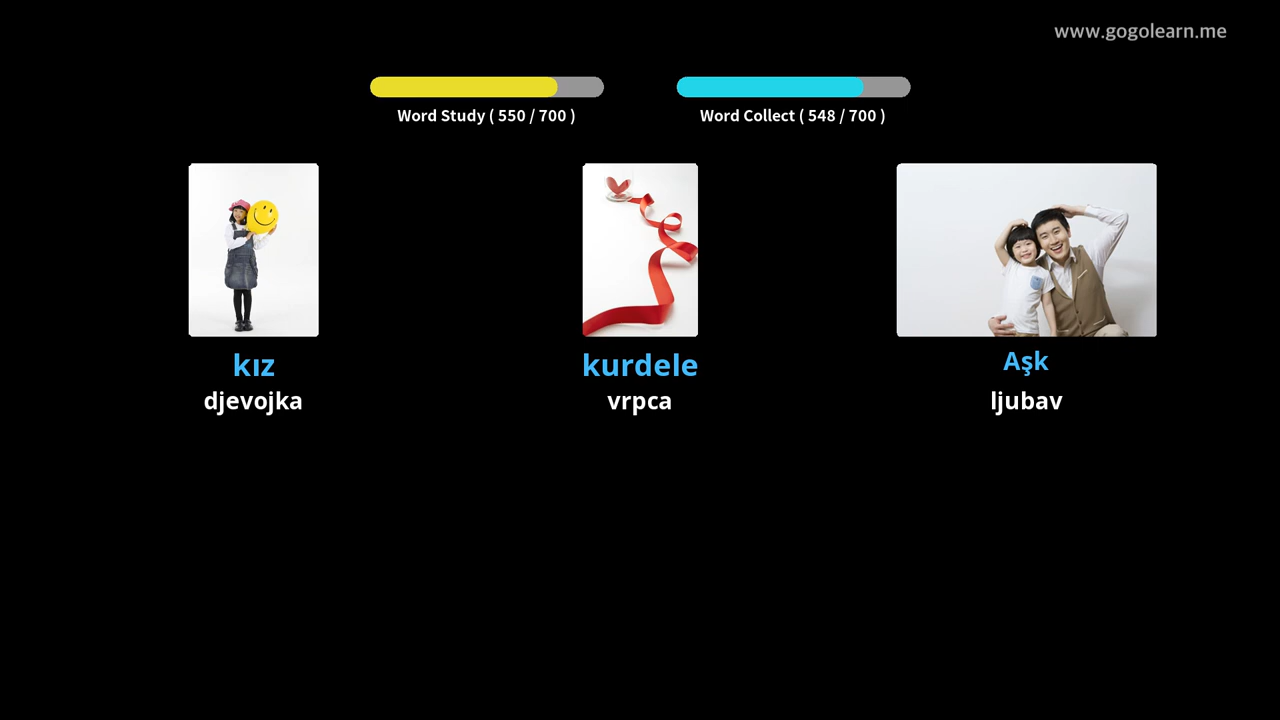 www.gogolearn.me
Word Study ( 550 / 700 )
Word Collect ( 548 / 700 )
kız
kurdele
Aşk
djevojka
vrpca
ljubav